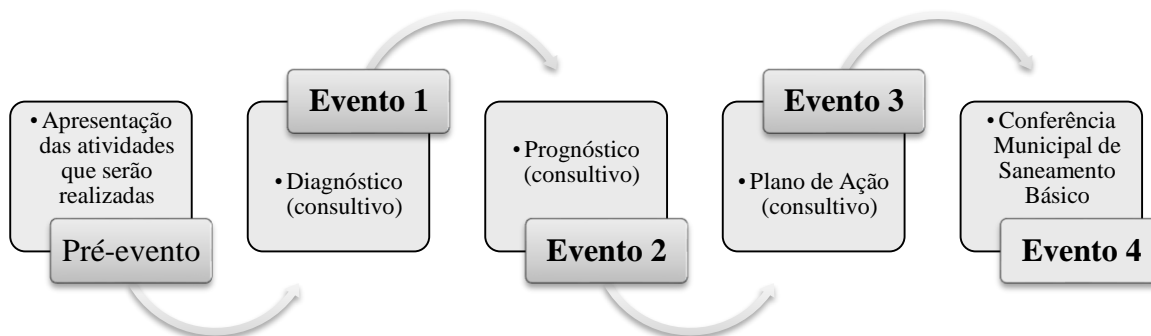 • Apresentação
das atividades
que serão
realizadas
Pré-evento
Evento 1
• Diagnóstico
(consultivo)
• Prognóstico
(consultivo)
Evento 2
Evento 3
• Plano de Ação
(consultivo)
• Conferência
Municipal de
Saneamento
Básico
Evento 4